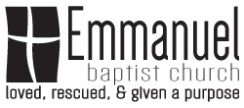 Emmanuel
baptist church
loved, rescued, & given a purpose